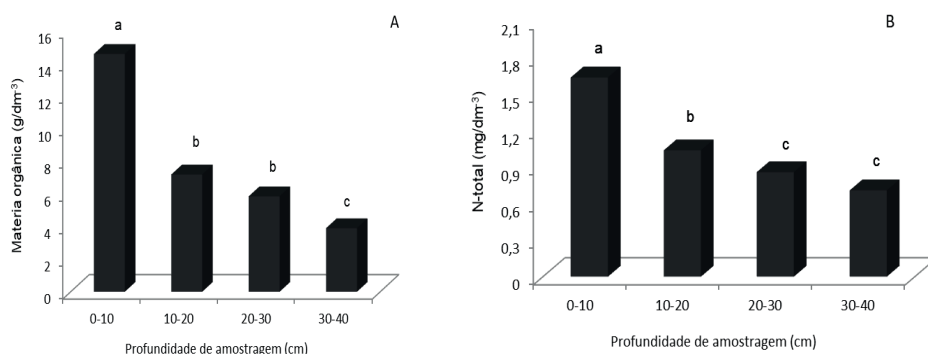 A
Materia orgânica (g/dm-3)
16
14
12
10
8
6
4
2
0
a
b
b
c
0-10 10-20 20-30 30-40
Profundidade de amostragem (cm)
B
N-total (mg/dm-3)
2,1
1,8
1,5
1,2
0,9
0,6
0,3
0
a
b
c
c
0-10 10-20 20-30 30-40
Profundidade de amostragem (cm)